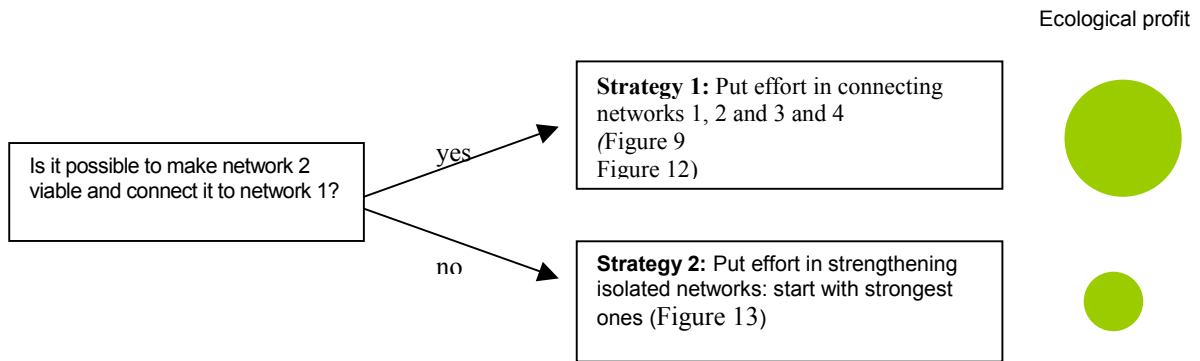 Ecological profit
Strategy 1: Put effort in connecting
networks 1, 2 and 3 and 4
(Figure 9
Figure 12)
yes
Is it possible to make network 2
viable and connect it to network 1?
no
Strategy 2: Put effort in strengthening
isolated networks: start with strongest
ones (Figure 13)